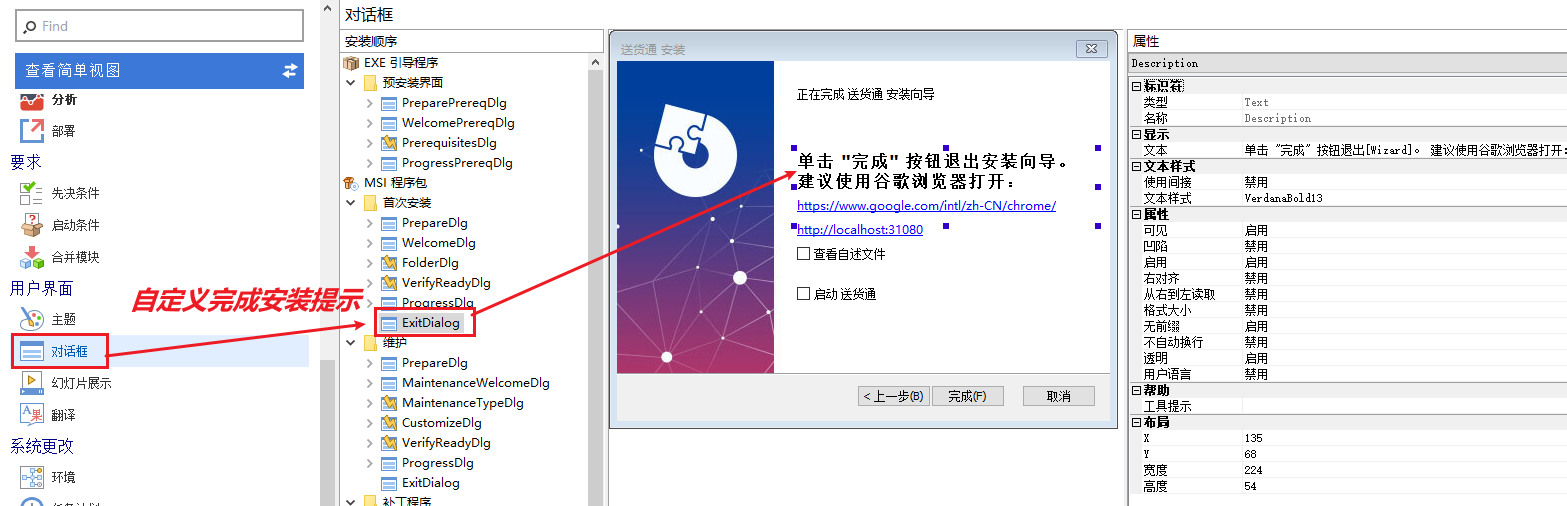 Find
查看简单视图
分析
部署
要求
先决条件
启动条件
合并模块
用户界面
主题
对话框
幻灯片展示
翻译
系统更改
环境
自定义完成安装提示
对话框
安装顺序
EXE 引导程序
预安装界面
PreparePrereqDlg
WelcomePrereqDlg
PrerequisitesDlg
ProgressPrereqDlg
MSI 程序包
首次安装
PrepareDlg
WelcomeDlg
FolderDlg
VerifyReadyDlg
ProgressDlg
ExitDialog
维护
PrepareDlg
MaintenanceWelcomeDlg
MaintenanceTypeDlg
CustomizeDlg
VerifyReadyDlg
ProgressDlg
ExitDialog
补丁程序
送货通 安装
正在完成 送货通 安装向导
单击 "完成" 按钮退出安装向导。
建议使用谷歌浏览器打开:
https://www.google.com/intl/zh-CN/chrome/
http://localhost:31080
查看自述文件
启动 送货通
< 上一步(B) 完成(F) 取消
属性
Description
标识符
类型 Text
名称 Description
显示
文本 单击 "完成" 按钮退出[Wizard]。 建议使用谷歌浏览器打开:
文本样式
使用间接 禁用
文本样式 VerdanaBold13
属性
可见 启用
凹陷 禁用
启用 启用
右对齐 禁用
从右到左读取 禁用
格式大小 禁用
无前缀 启用
不自动换行 禁用
透明 启用
用户语言 禁用
帮助
工具提示
布局
X 135
Y 68
宽度 224
高度 54